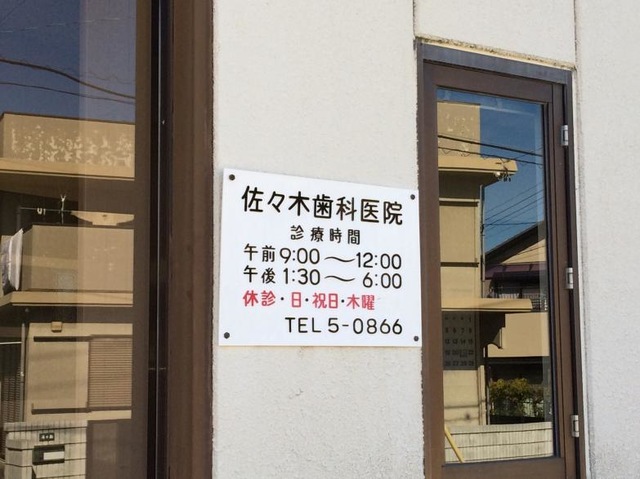 佐々木歯科医院
診療時間
午前9:00〜12:00
午後1:30〜6:00
休診・日・祝日・木曜
TEL 5-0866